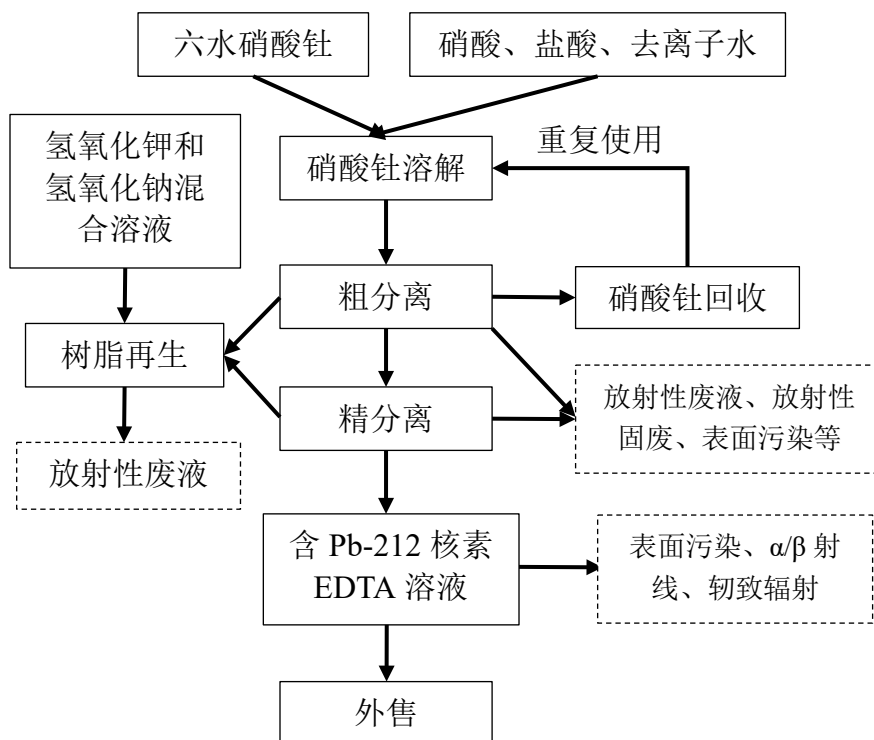 六水硝酸钍
硝酸、盐酸、去离子水
氢氧化钾和
氢氧化钠混
合溶液
硝酸钍溶解
重复使用
粗分离
硝酸钍回收
树脂再生
精分离
放射性废液、放射性
固废、表面污染等
放射性废液
含 Pb-212 核素
EDTA 溶液
表面污染、α/β 射
线、轫致辐射
外售